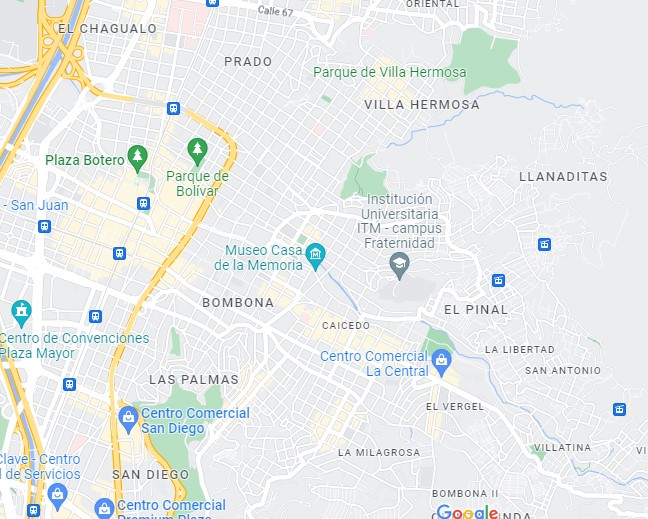 ORIENTAL
Calle 67
EL CHAGUALO
PRADO
Parque de Villa Hermosa
VILLA HERMOSA
Plaza Botero
Parque de
Bolívar
LLANADITAS
- San Juan
Institución
Universitaria
ITM - campus
Fraternidad
Museo Casa
de la Memoria
BOMBONA
EL PINAL
CAICEDO
Centro de Convenciones
Plaza Mayor
Centro Comercial
La Central
LA LIBERTAD
SAN ANTONIO
LAS PALMAS
EL VERGEL
Centro Comercial
San Diego
LA MILAGROSA
VILLATINA
VI
Clave - Centro
l de Servicios
SAN DIEGO
BOMBONA II
Centro Comercial
Premium Plaza
Google